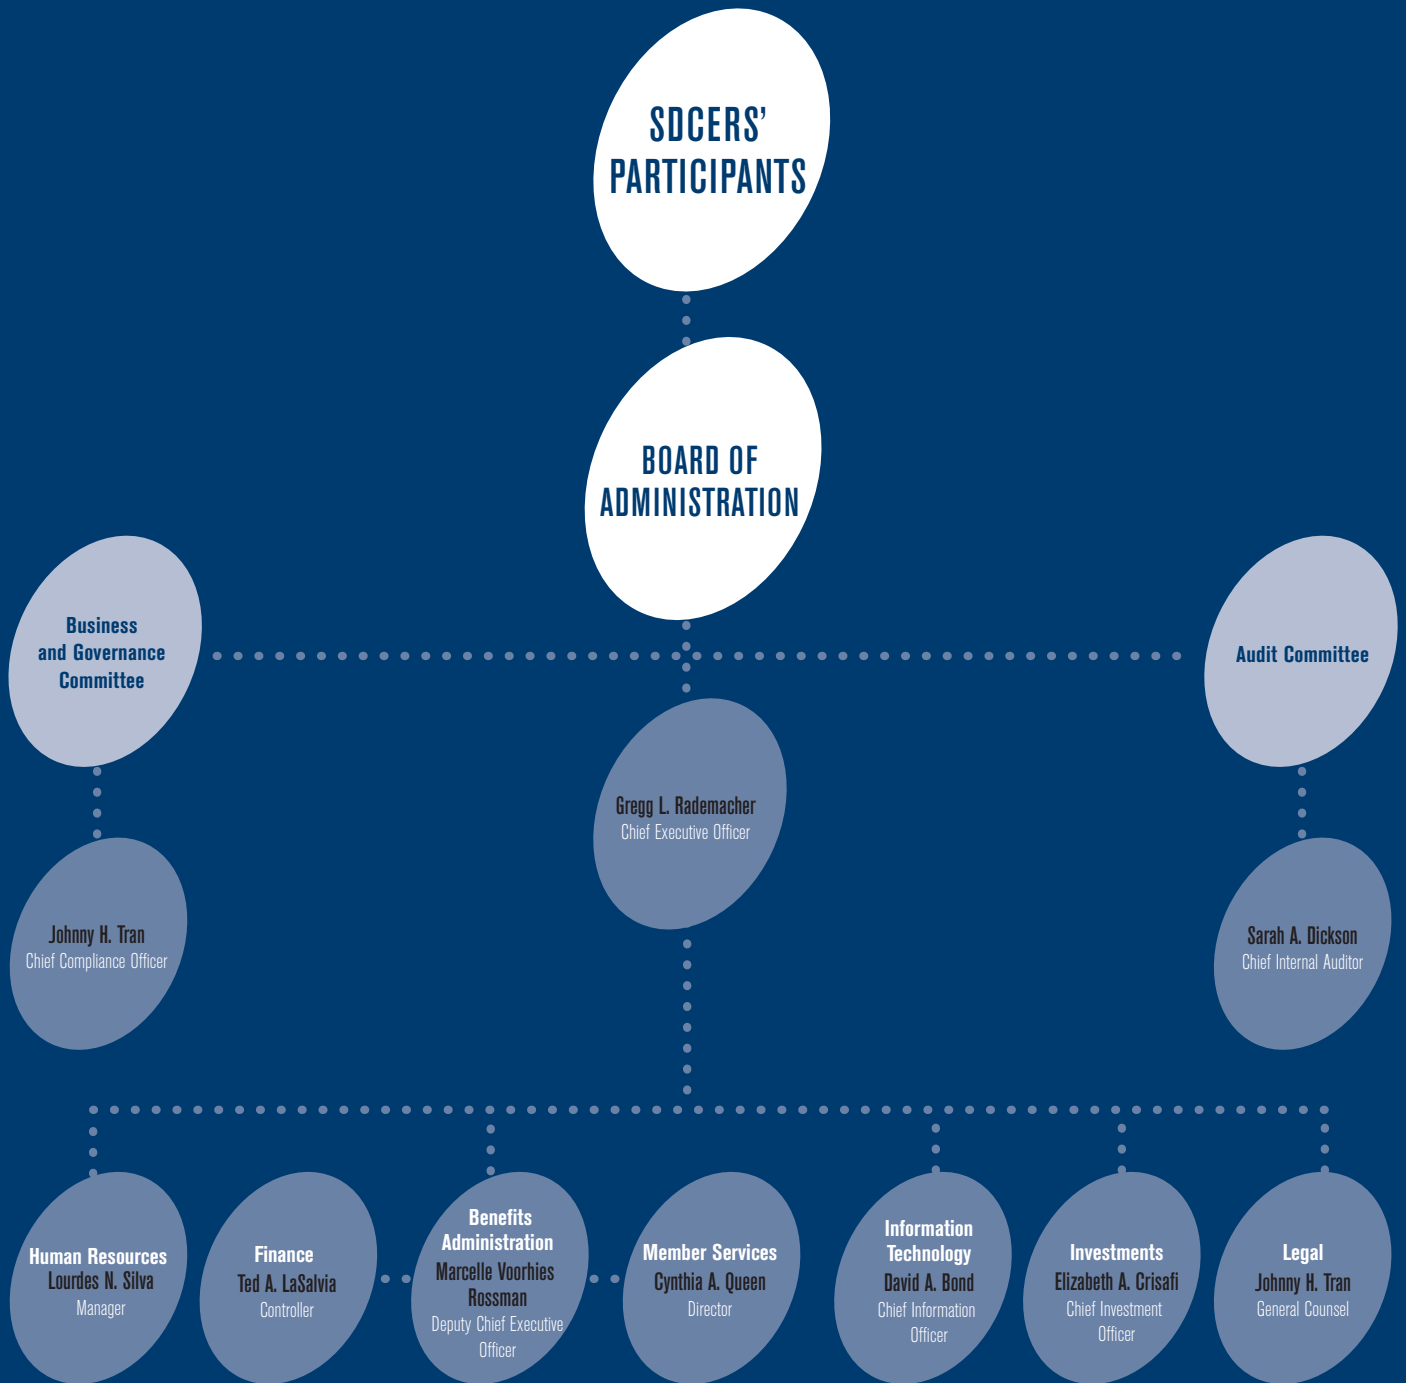 SDCERS’
PARTICIPANTS
BOARD OF
ADMINISTRATION
Business
and Governance
Committee
Audit Committee
Gregg L. Rademacher
Chief Executive Officer
Johnny H. Tran
Chief Compliance Officer
Sarah A. Dickson
Chief Internal Auditor
Human Resources
Lourdes N. Silva
Manager
Finance
Ted A. LaSalvia
Controller
Benefits
Administration
Marcelle Voorhies
Rossman
Deputy Chief Executive
Officer
Member Services
Cynthia A. Queen
Director
Information
Technology
David A. Bond
Chief Information
Officer
Investments
Elizabeth A. Crisafi
Chief Investment
Officer
Legal
Johnny H. Tran
General Counsel